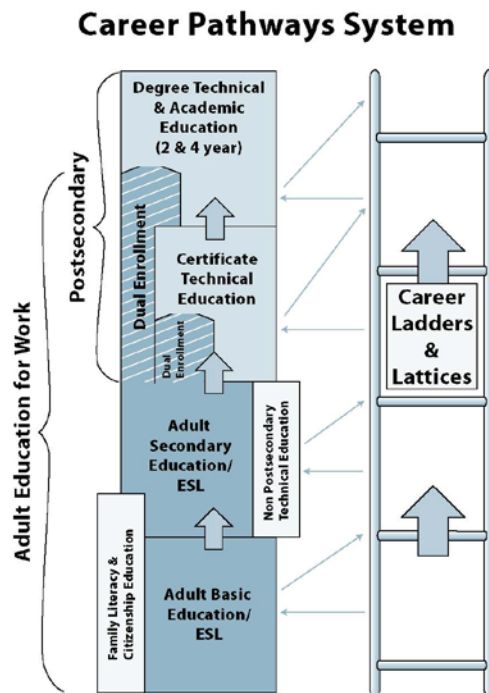 Career Pathways System
Degree Technical
& Academic
Education
(2 & 4 year)
Postsecondary
Dual Enrollment
Certificate
Technical
Education
Dual
Enrollment
Career
Ladders
&
Lattices
Adult Education for Work
Adult
Secondary
Education/
ESL
Non Postsecondary
Technical Education
Family Literacy &
Citizenship Education
Adult Basic
Education/
ESL